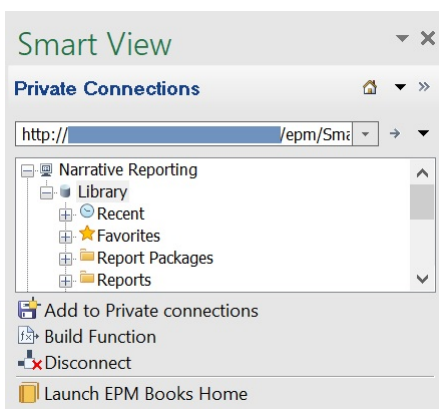 Smart View
Private Connections
http:// /epm/Sma
Narrative Reporting
Library
Recent
Favorites
Report Packages
Reports
Add to Private connections
Build Function
Disconnect
Launch EPM Books Home